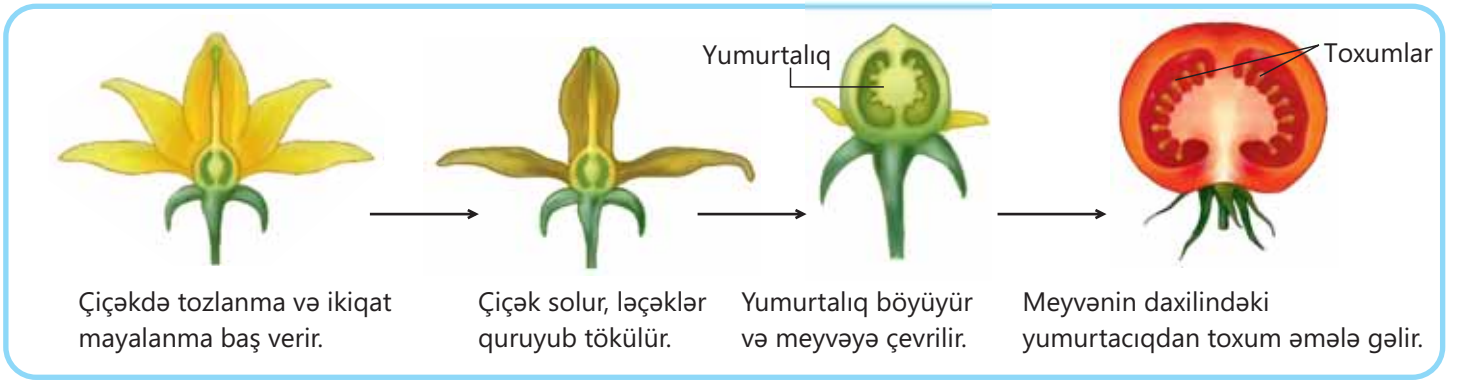 Yumurtalıq
Toxumlar
Çiçəkdə tozlanma və ikiqat
mayalanma baş verir.
Çiçək solur, ləçəklər
quruyub tökülür.
Yumurtalıq böyüyür
və meyvəyə çevrilir.
Meyvənin daxilindəki
yumurtacıqdan toxum əmələ gəlir.